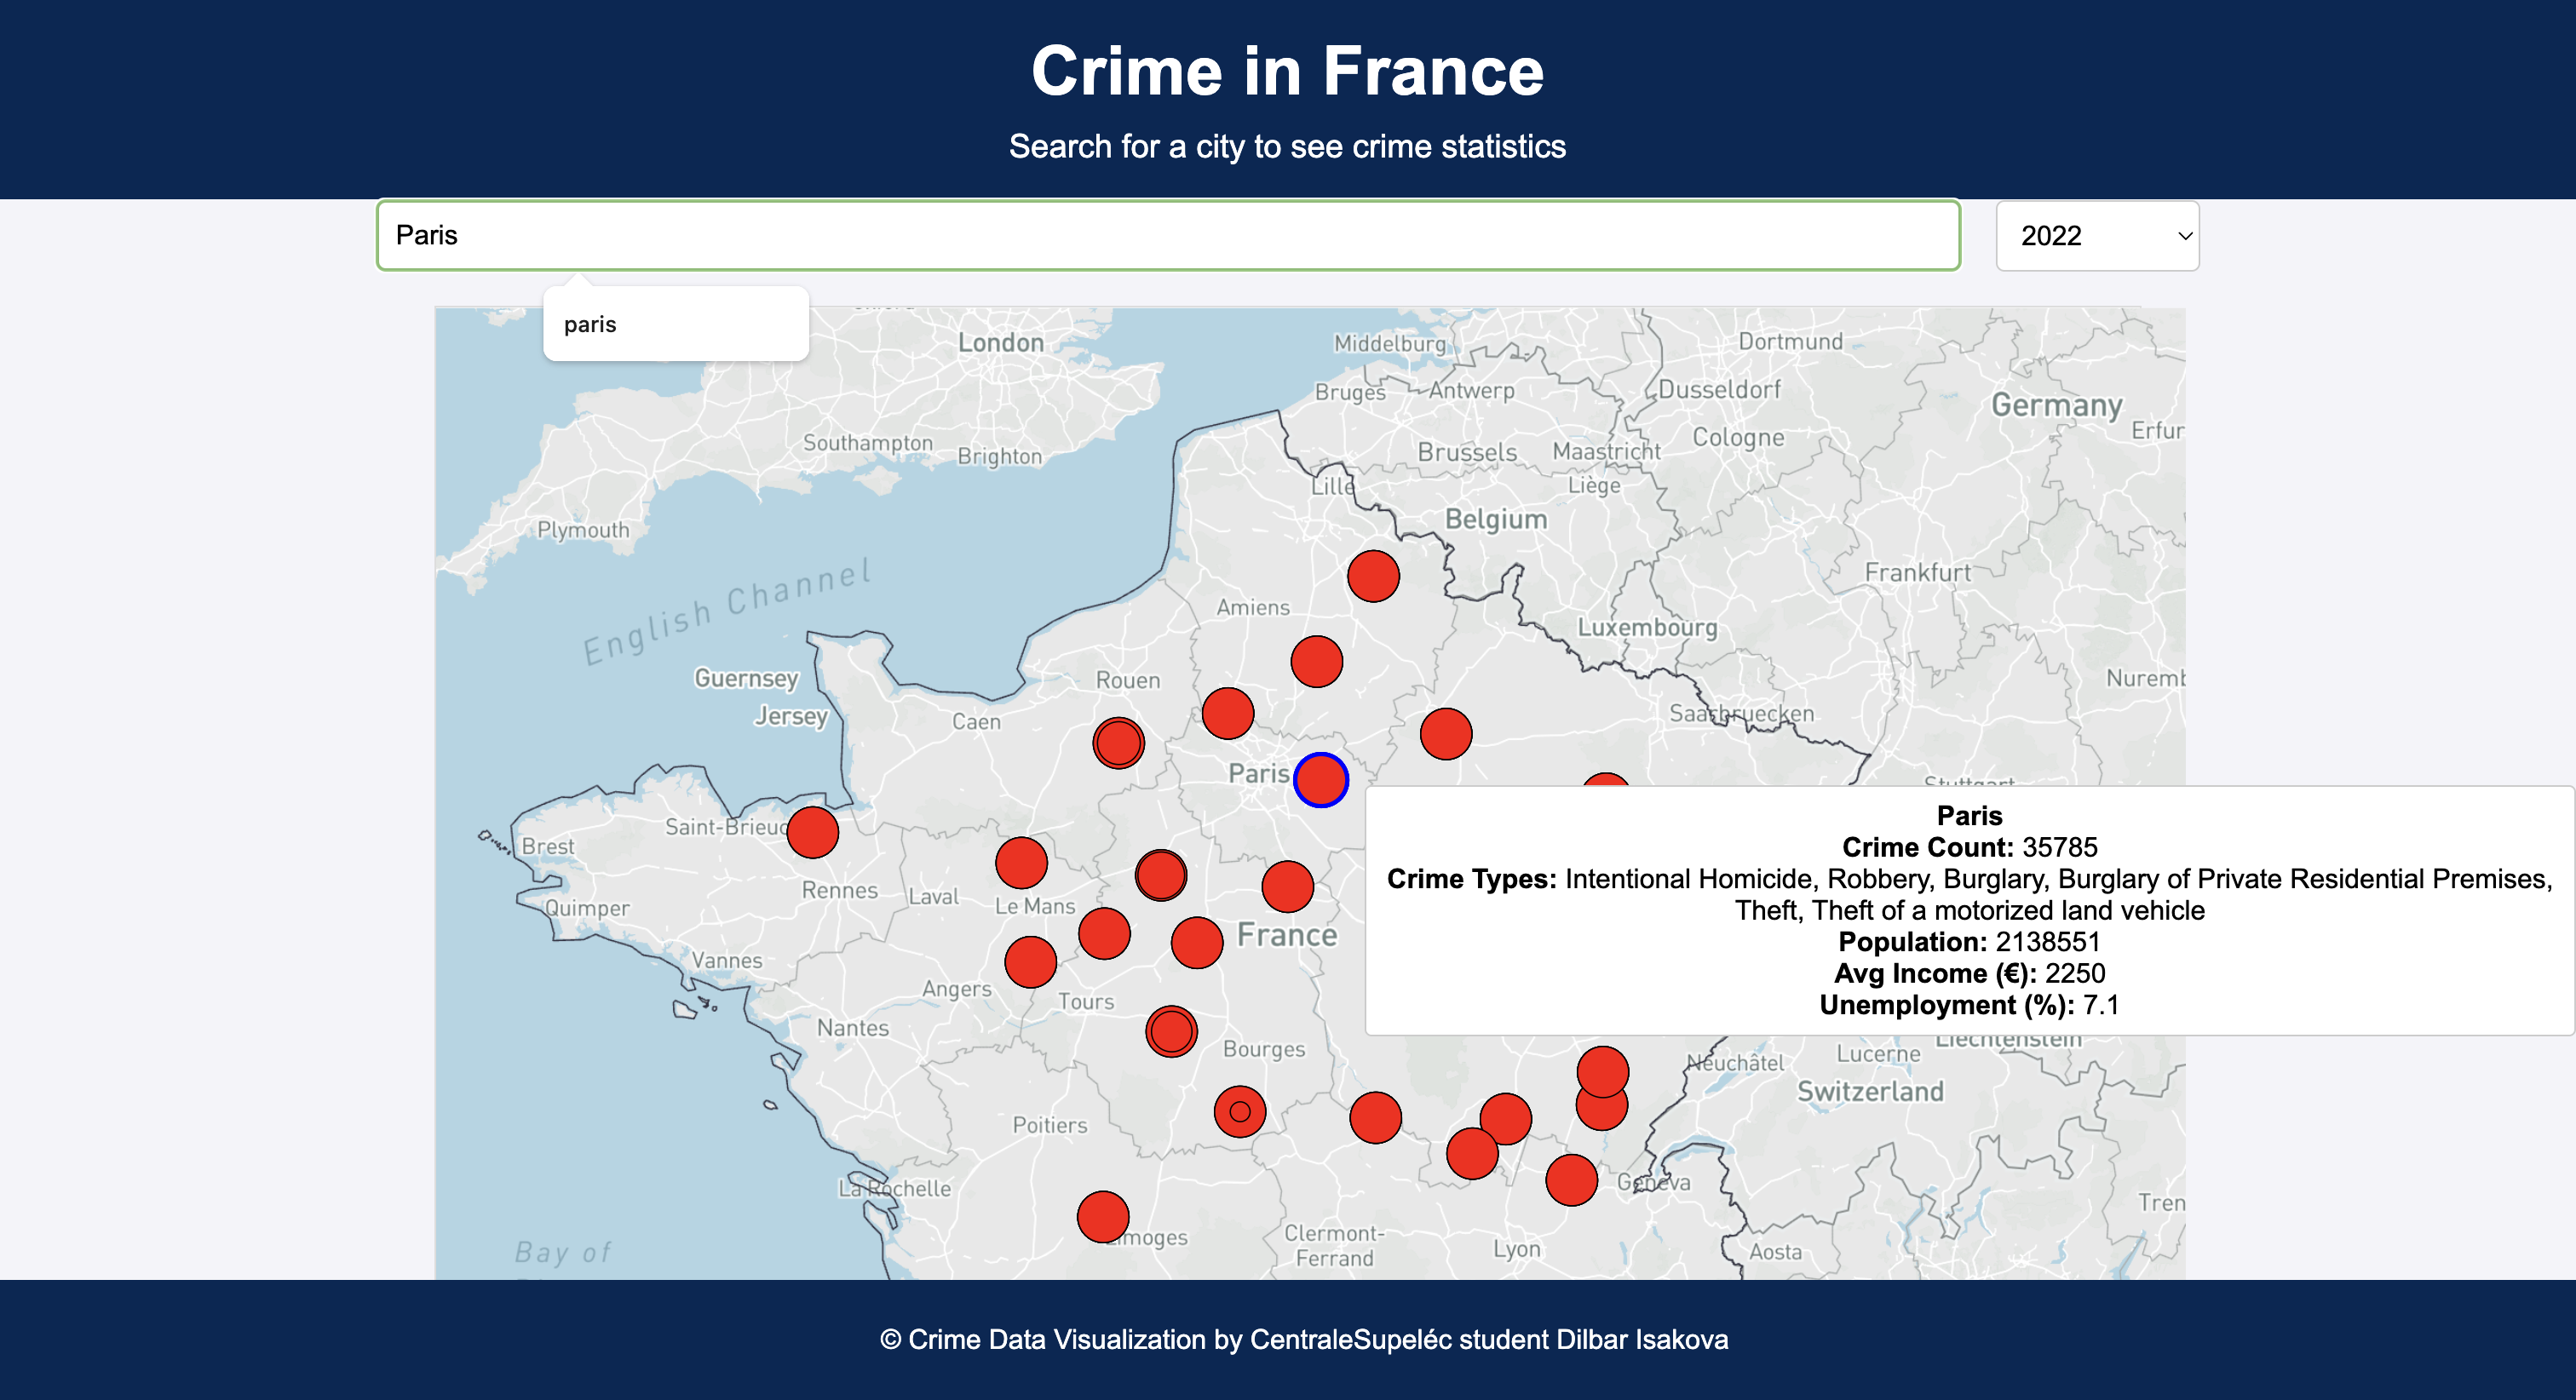 Crime in France
Search for a city to see crime statistics
Paris
2022
paris
London
Middelburg
Dortmund
Bruges
Antwerp
Dusseldorf
Germany
Southampton
Brighton
Brussels
Maastricht
Cologne
Erfur
Lille
Liège
Plymouth
Belgium
English Channel
Frankfurt
Amiens
Luxembourg
Guernsey
Rouen
Nuremb
Jersey
Caen
Saarbruecken
Paris
Stuttgart
Saint-Brieuc
Brest
Rennes
Laval
Le Mans
Quimper
France
Vannes
Angers
Tours
Nantes
Bourges
Paris
Crime Count: 35785
Crime Types: Intentional Homicide, Robbery, Burglary, Burglary of Private Residential Premises,
Theft, Theft of a motorized land vehicle
Population: 2138551
Avg Income (€): 2250
Unemployment (%): 7.1
Liechtenstein
Neuchâtel
Lucerne
Switzerland
Poitiers
La Rochelle
Geneva
Tren
Limoges
Clermont-
Ferrand
Lyon
Aosta
Bay of
© Crime Data Visualization by CentraleSupeléc student Dilbar Isakova